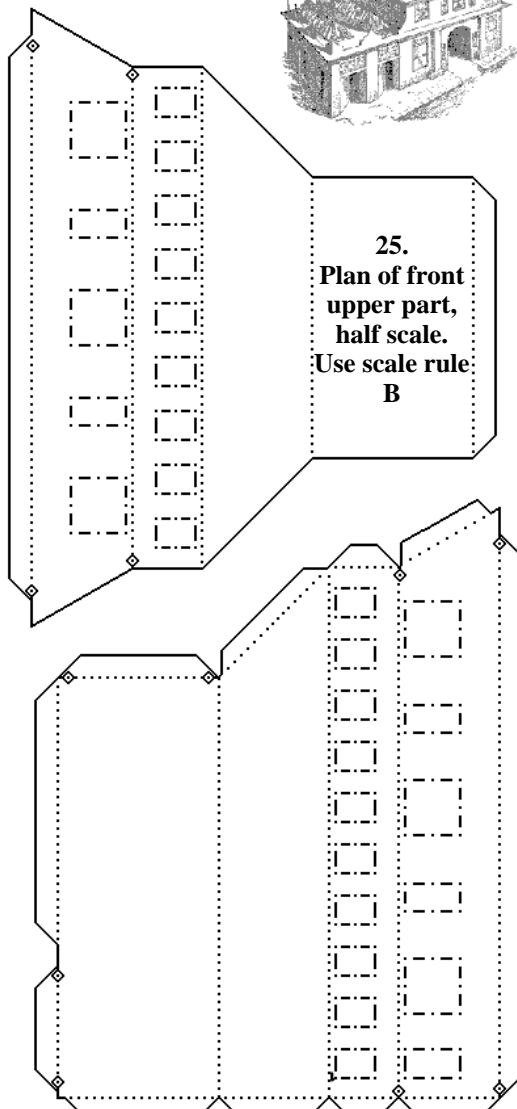 25.
Plan of front
upper part,
half scale.
Use scale rule
B